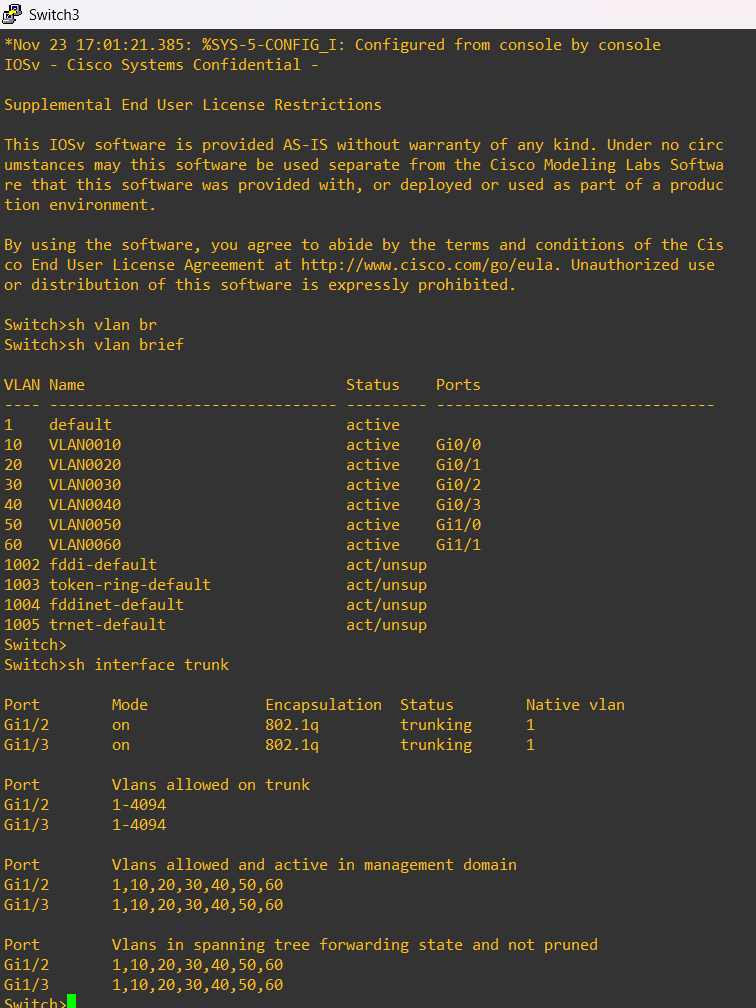 Switch3
*Nov 23 17:01:21.385: %SYS-5-CONFIG_I: Configured from console by console
IOSv - Cisco Systems Confidential -
Supplemental End User License Restrictions
This IOSv software is provided AS-IS without warranty of any kind. Under no circ
umstances may this software be used separate from the Cisco Modeling Labs Softwa
re that this software was provided with, or deployed or used as part of a produc
tion environment.
By using the software, you agree to abide by the terms and conditions of the Cis
co End User License Agreement at http://www.cisco.com/go/eula. Unauthorized use
or distribution of this software is expressly prohibited.
Switch>sh vlan br
Switch>sh vlan brief
VLAN Name                             Status    Ports
---- -------------------------------- --------- -------------------------------
1    default                          active
10   VLAN0010                         active    Gi0/0
20   VLAN0020                         active    Gi0/1
30   VLAN0030                         active    Gi0/2
40   VLAN0040                         active    Gi0/3
50   VLAN0050                         active    Gi1/0
60   VLAN0060                         active    Gi1/1
1002 fddi-default                     act/unsup
1003 token-ring-default               act/unsup
1004 fddinet-default                  act/unsup
1005 trnet-default                    act/unsup
Switch>
Switch>sh interface trunk
Port        Mode             Encapsulation  Status        Native vlan
Gi1/2       on               802.1q         trunking      1
Gi1/3       on               802.1q         trunking      1
Port        Vlans allowed on trunk
Gi1/2       1-4094
Gi1/3       1-4094
Port        Vlans allowed and active in management domain
Gi1/2       1,10,20,30,40,50,60
Gi1/3       1,10,20,30,40,50,60
Port        Vlans in spanning tree forwarding state and not pruned
Gi1/2       1,10,20,30,40,50,60
Gi1/3       1,10,20,30,40,50,60
Switch>